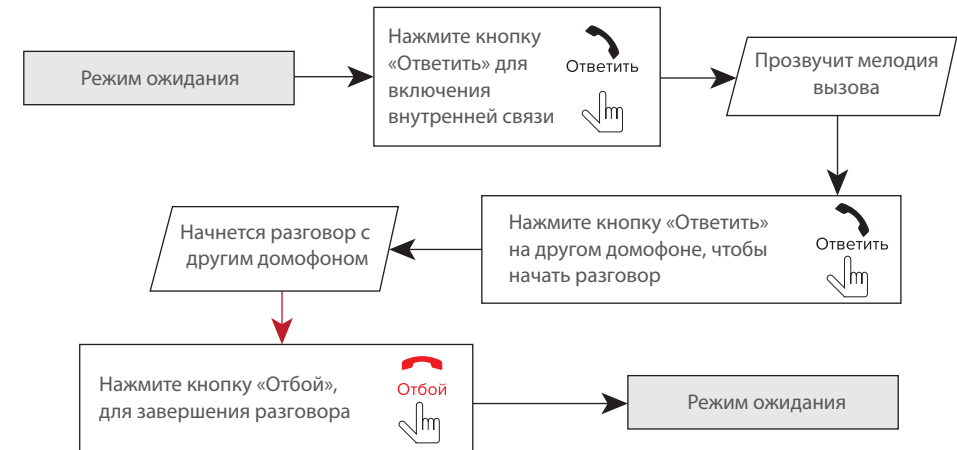 Режим ожидания
Нажмите кнопку
«Ответить» для
включения
внутренней связи
Ответить
Прозвучит мелодия
вызова
Нажмите кнопку «Ответить»
на другом домофоне, чтобы
начать разговор
Ответить
Начнется разговор с
другим домофоном
Нажмите кнопку «Отбой»,
для завершения разговора
Отбой
Режим ожидания